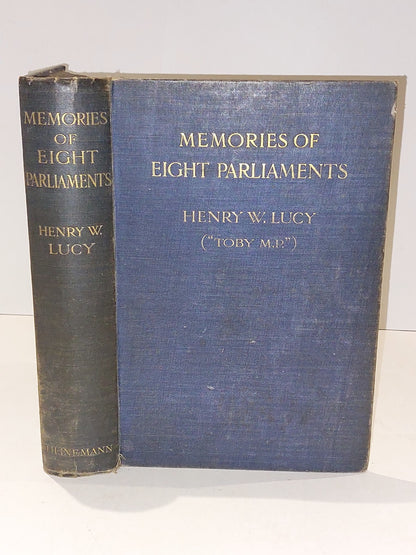 MEMORIES
OF
EIGHT
PARLIAMENTS
HENRY W.
LUCY
HEINEMANN
MEMORIES OF
EIGHT PARLIAMENTS
HENRY W. LUCY
("TOBY M.P.")